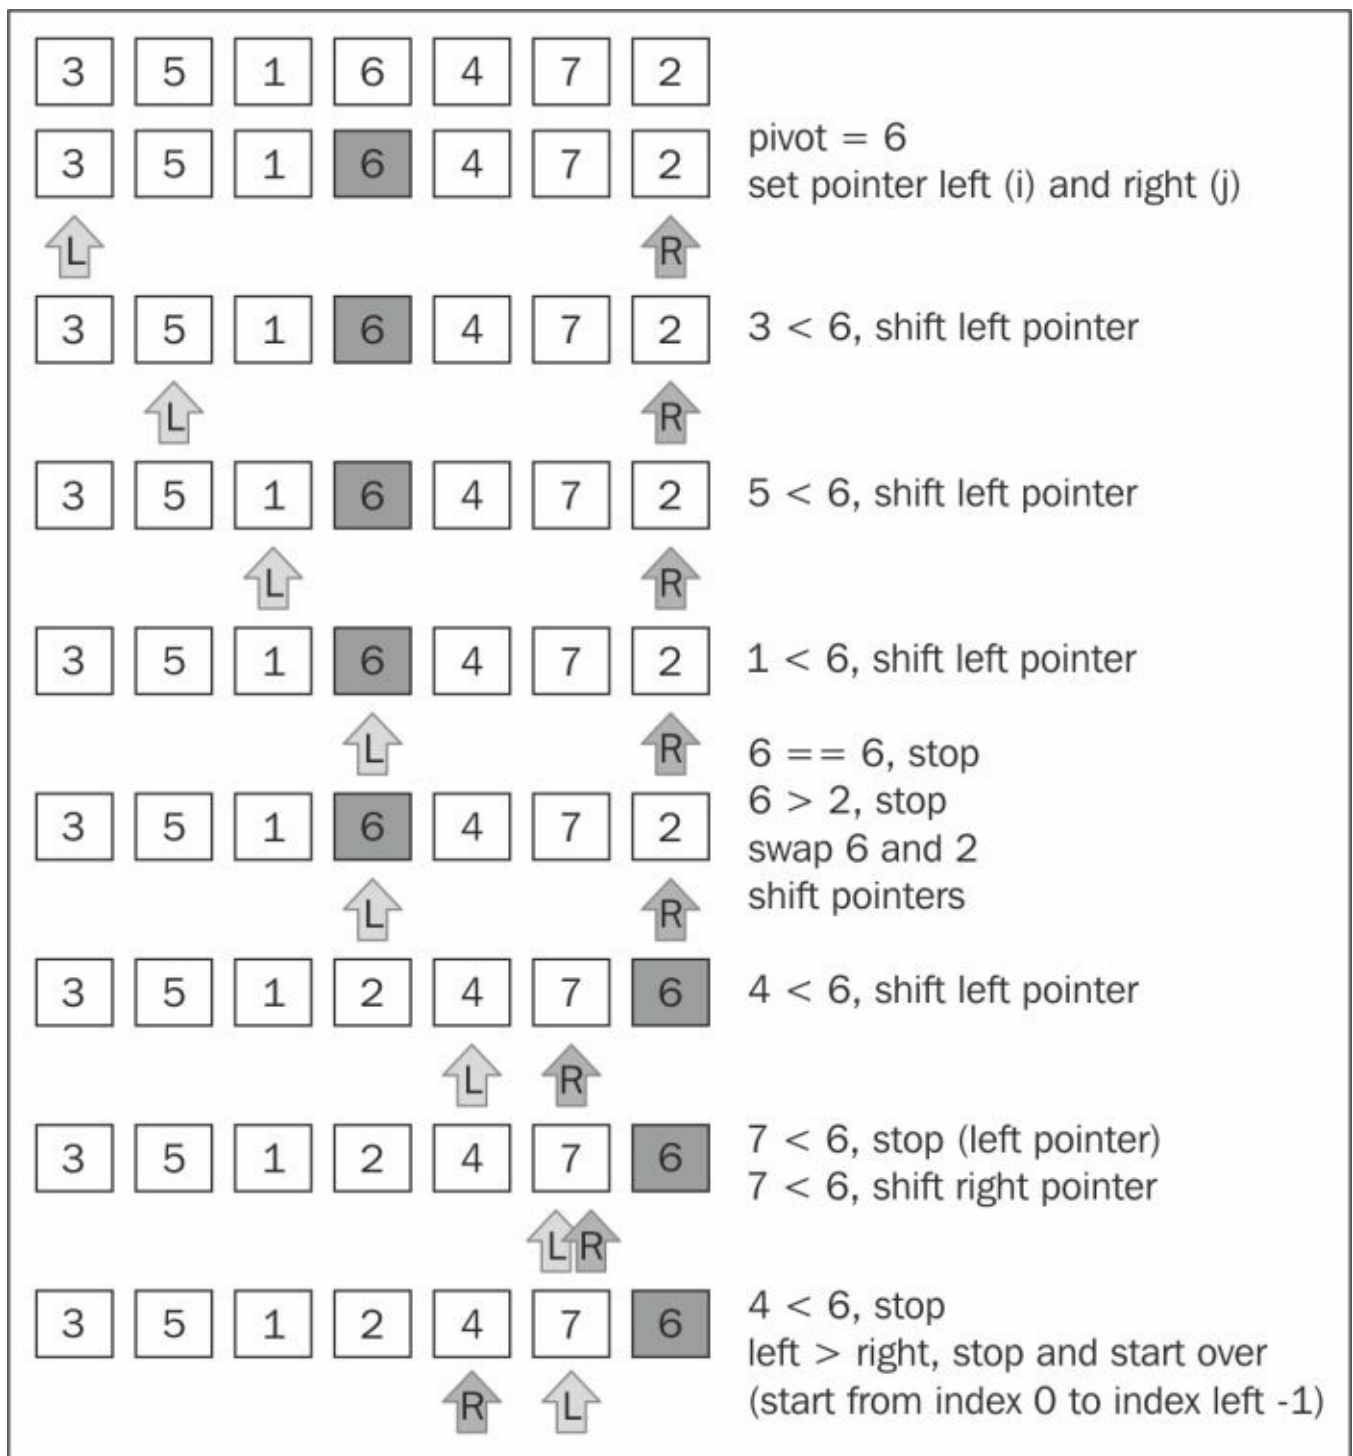 3 5 1 6 4 7 2
3 5 1 6 4 7 2
pivot = 6
set pointer left (i) and right (j)
L R
3 5 1 6 4 7 2 3 < 6, shift left pointer
L R
3 5 1 6 4 7 2 5 < 6, shift left pointer
L R
3 5 1 6 4 7 2 1 < 6, shift left pointer
L R
6 == 6, stop
6 > 2, stop
3 5 1 6 4 7 2
swap 6 and 2
shift pointers
L R
3 5 1 2 4 7 6 4 < 6, shift left pointer
L R
3 5 1 2 4 7 6
7 < 6, stop (left pointer)
7 < 6, shift right pointer
L R
3 5 1 2 4 7 6
4 < 6, stop
left > right, stop and start over
(start from index 0 to index left -1)
R L